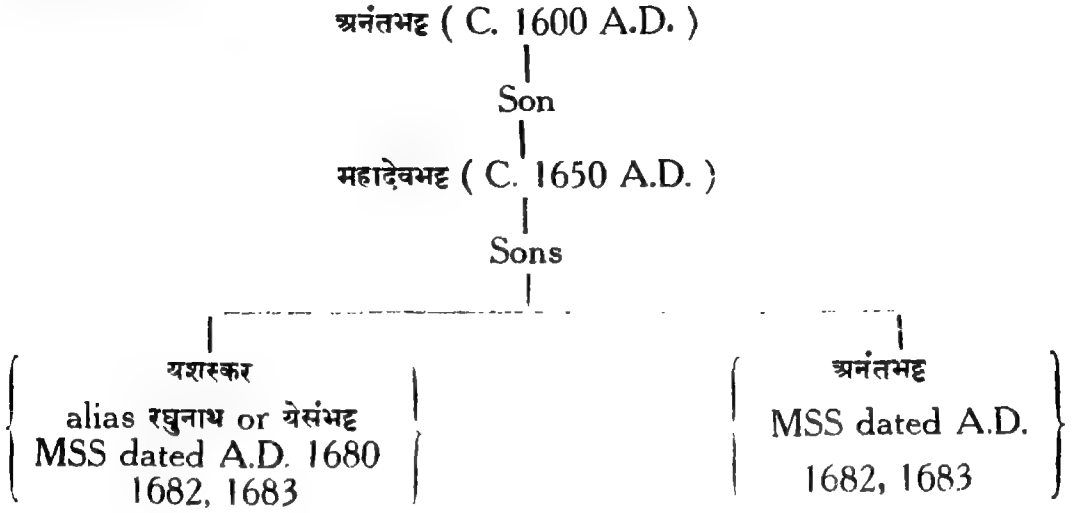 अनंतभट्ट ( C. 1600 A.D. )
Son
महादेवभट्ट ( C. 1650 A.D. )
Sons
यशस्कर
alias रघुनाथ or येसंभट्ट
MSS dated A.D. 1680
1682, 1683
अनंतभट्ट
MSS dated A.D.
1682, 1683